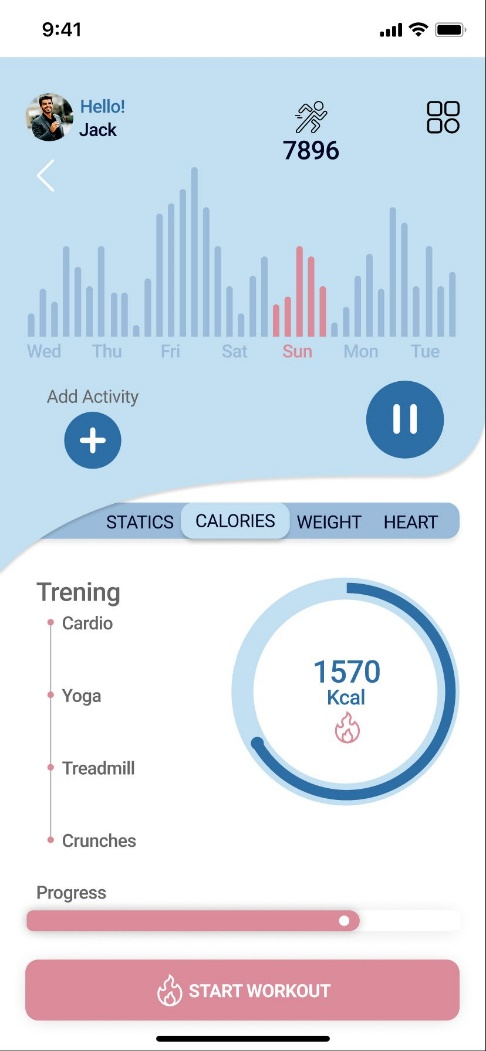 9:41
Hello!
Jack
7896
Wed Thu Fri Sat Sun Mon Tue
Add Activity
STATICS CALORIES WEIGHT HEART
Trening
Cardio
Yoga
Treadmill
Crunches
1570
Kcal
Progress
START WORKOUT